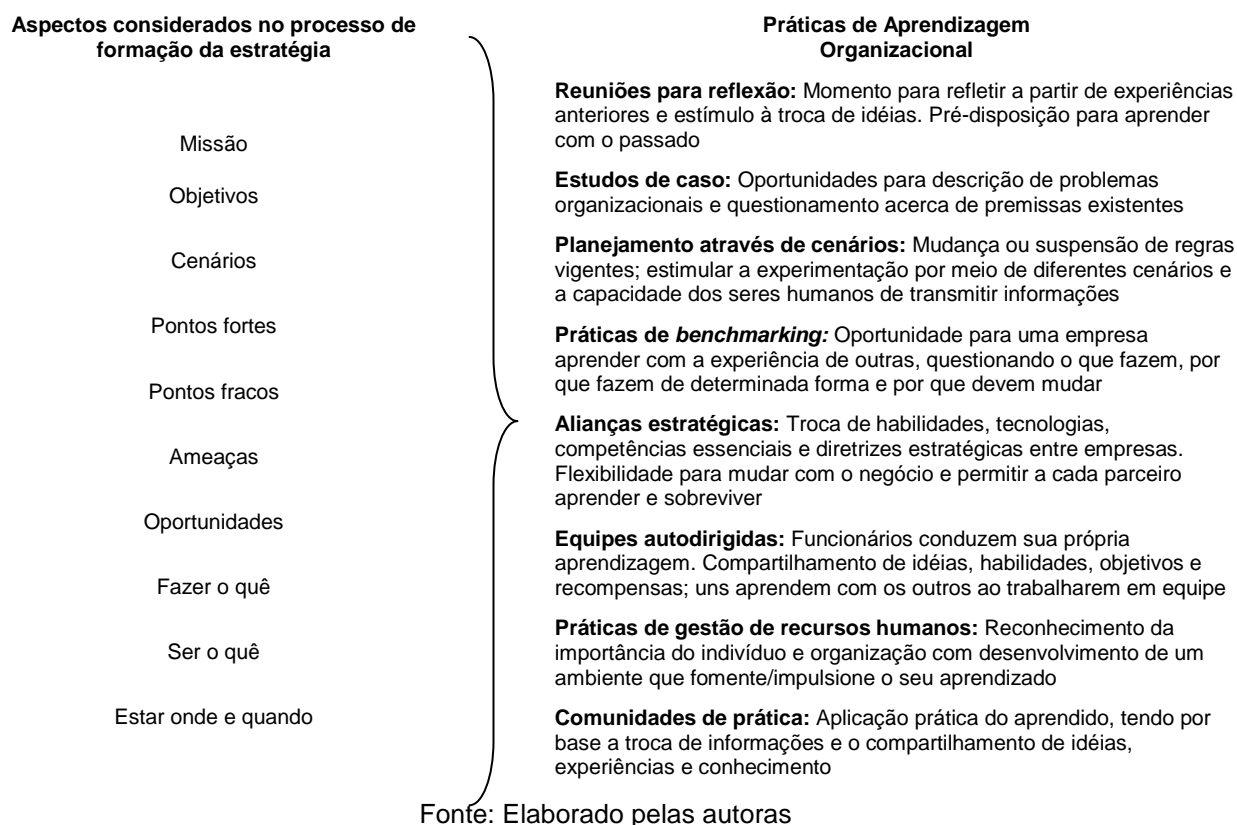 Aspectos considerados no processo de
formação da estratégia
Missão
Objetivos
Cenários
Pontos fortes
Pontos fracos
Ameaças
Oportunidades
Fazer o quê
Ser o quê
Estar onde e quando
Práticas de Aprendizagem
Organizacional
Reuniões para reflexão: Momento para refletir a partir de experiências
anteriores e estímulo à troca de idéias. Pré-disposição para aprender
com o passado
Estudos de caso: Oportunidades para descrição de problemas
organizacionais e questionamento acerca de premissas existentes
Planejamento através de cenários: Mudança ou suspensão de regras
vigentes; estimular a experimentação por meio de diferentes cenários e
a capacidade dos seres humanos de transmitir informações
Práticas de benchmarking: Oportunidade para uma empresa
aprender com a experiência de outras, questionando o que fazem, por
que fazem de determinada forma e por que devem mudar
Alianças estratégicas: Troca de habilidades, tecnologias,
competências essenciais e diretrizes estratégicas entre empresas.
Flexibilidade para mudar com o negócio e permitir a cada parceiro
aprender e sobreviver
Equipes autodirigidas: Funcionários conduzem sua própria
aprendizagem. Compartilhamento de idéias, habilidades, objetivos e
recompensas; uns aprendem com os outros ao trabalharem em equipe
Práticas de gestão de recursos humanos: Reconhecimento da
importância do indivíduo e organização com desenvolvimento de um
ambiente que fomente/impulsione o seu aprendizado
Comunidades de prática: Aplicação prática do aprendido, tendo por
base a troca de informações e o compartilhamento de idéias,
experiências e conhecimento
Fonte: Elaborado pelas autoras